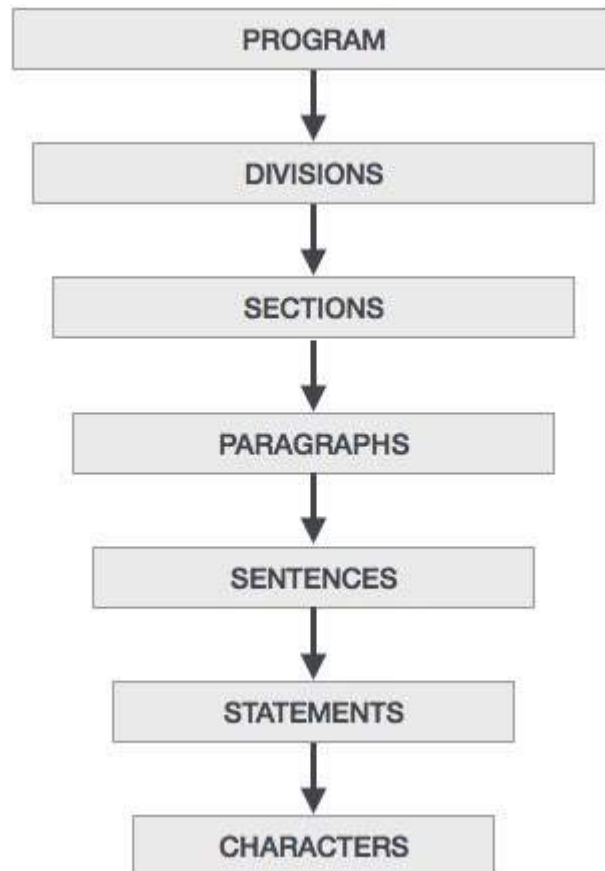 PROGRAM
DIVISIONS
SECTIONS
PARAGRAPHS
SENTENCES
STATEMENTS
CHARACTERS